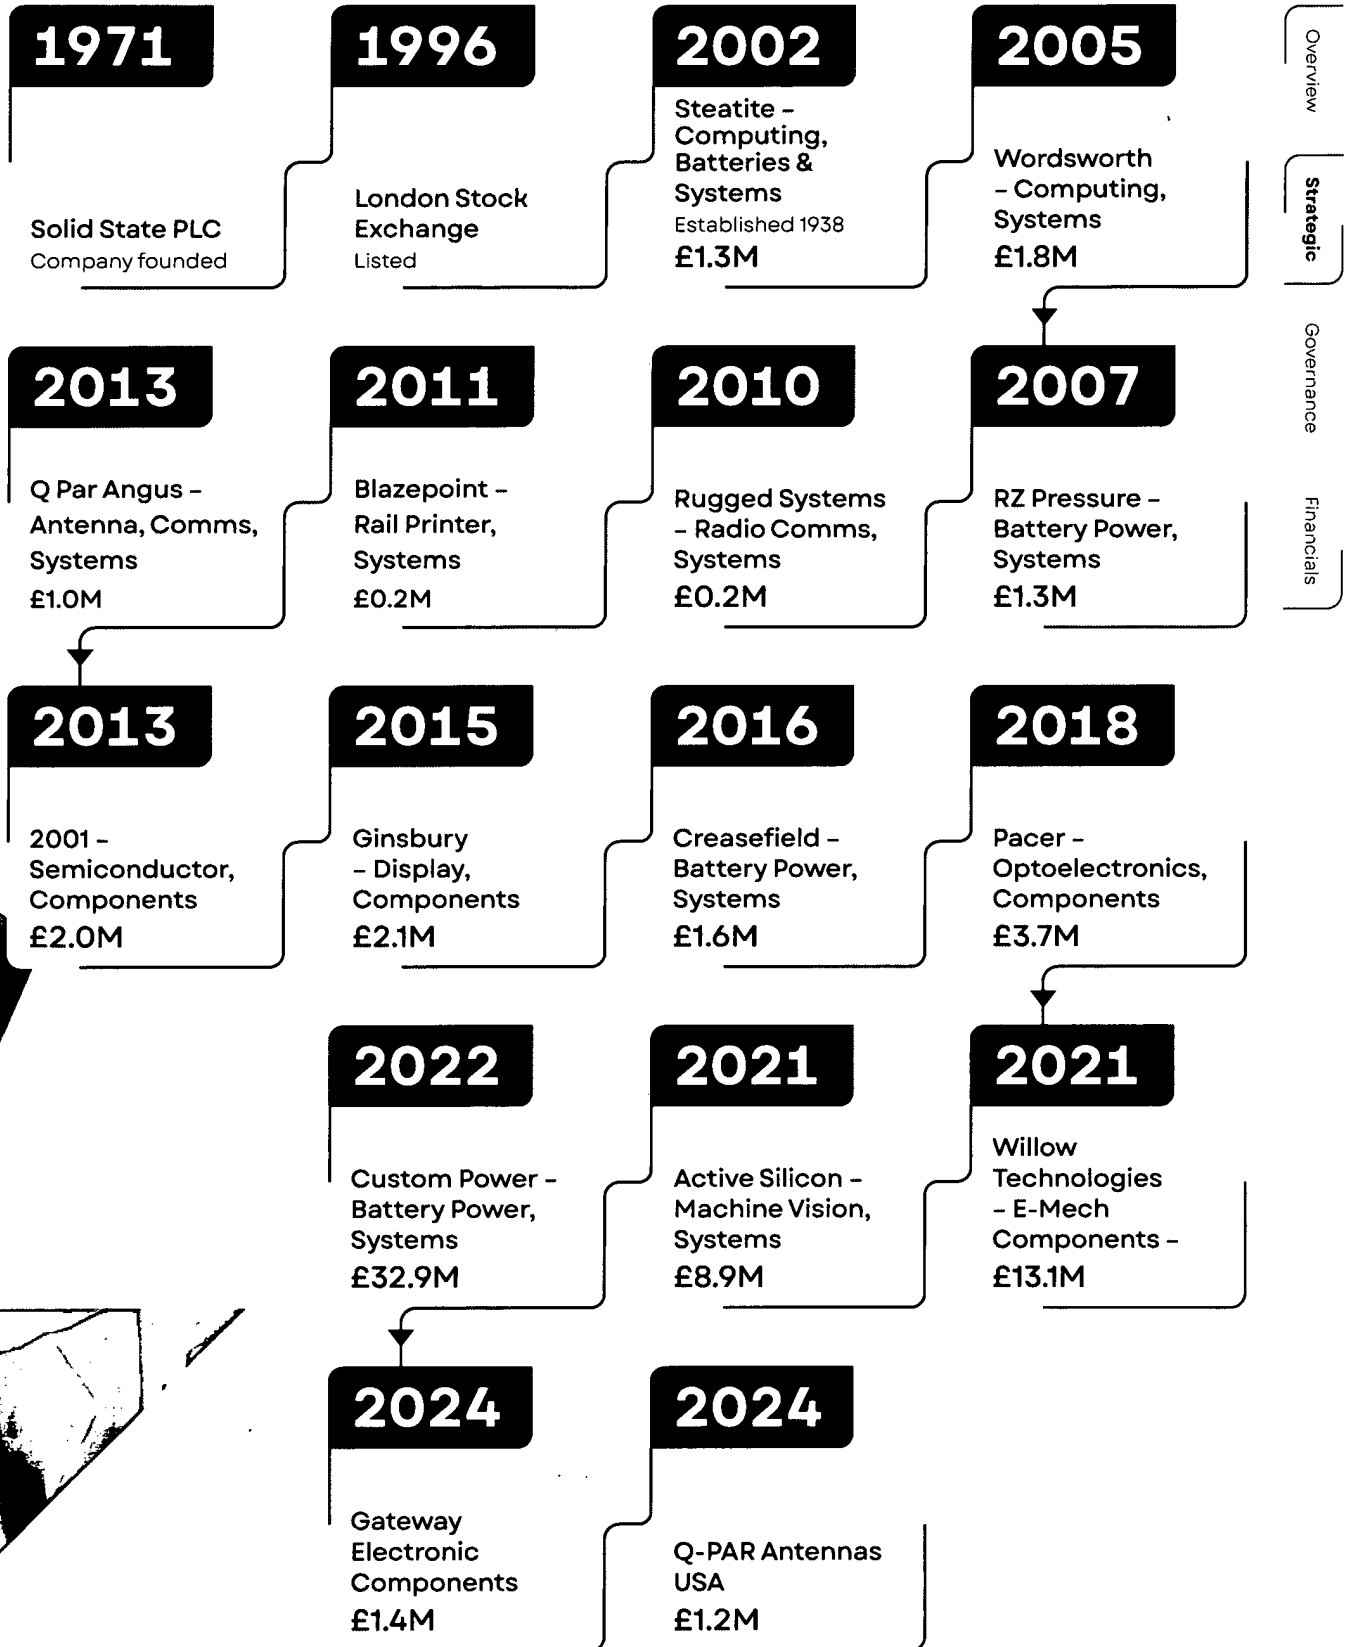 1971
Solid State PLC
Company founded
1996
London Stock
Exchange
Listed
2002
Steatite –
Computing,
Batteries &
Systems
Established 1938
£1.3M
2005
Wordsworth
– Computing,
Systems
£1.8M
2013
Q Par Angus –
Antenna, Comms,
Systems
£1.0M
2011
Blazepoint –
Rail Printer,
Systems
£0.2M
2010
Rugged Systems
– Radio Comms,
Systems
£0.2M
2007
RZ Pressure –
Battery Power,
Systems
£1.3M
2013
2001 –
Semiconductor,
Components
£2.0M
2015
Ginsbury
– Display,
Components
£2.1M
2016
Creasefield –
Battery Power,
Systems
£1.6M
2018
Pacer –
Optoelectronics,
Components
£3.7M
2022
Custom Power –
Battery Power,
Systems
£32.9M
2021
Active Silicon –
Machine Vision,
Systems
£8.9M
2021
Willow
Technologies
– E-Mech
Components –
£13.1M
2024
Gateway
Electronic
Components
£1.4M
2024
Q-PAR Antennas
USA
£1.2M
Overview
Strategic
Governance
Financials